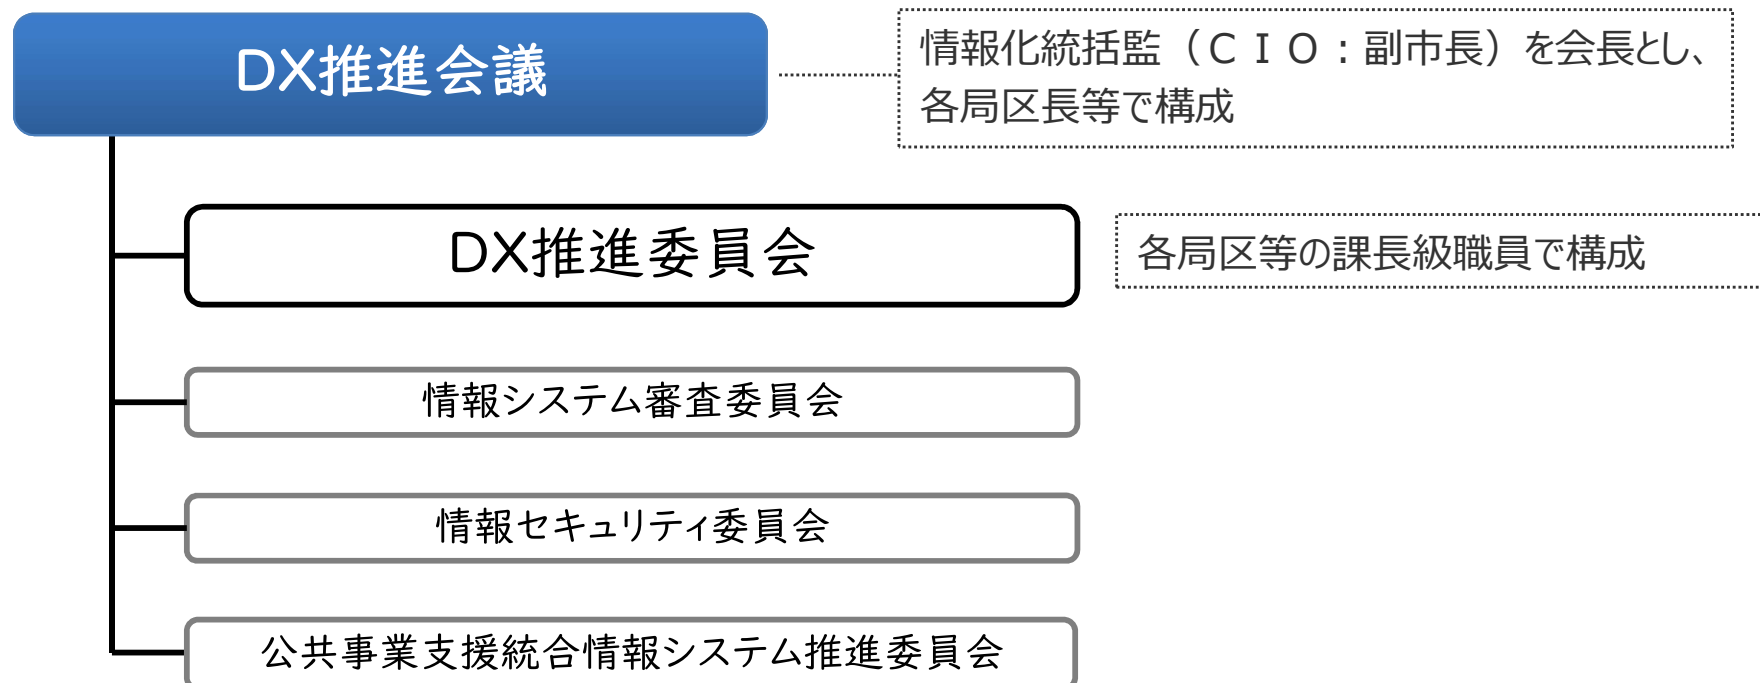 DX推進会議
情報化統括監（ＣＩＯ：副市長）を会長とし、
各局区長等で構成
DX推進委員会
各局区等の課長級職員で構成
情報システム審査委員会
情報セキュリティ委員会
公共事業支援統合情報システム推進委員会